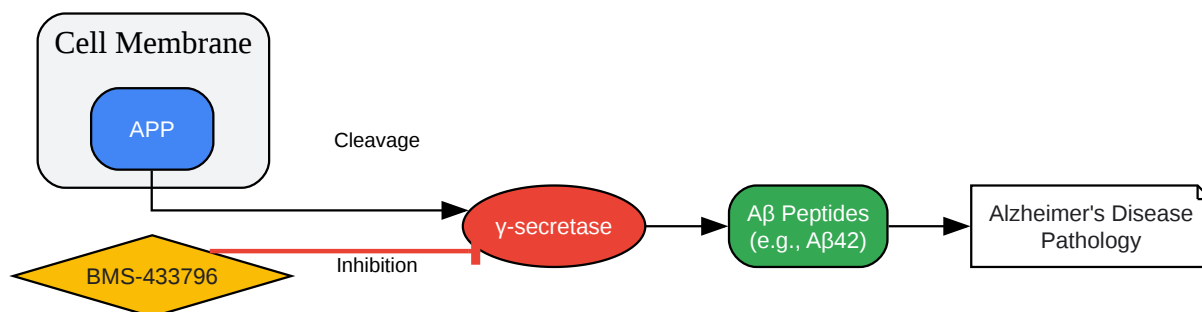 Cell Membrane
APP
Cleavage
γ-secretase
Aβ Peptides
(e.g., Aβ42)
Alzheimer's Disease
Pathology
BMS-433796
Inhibition